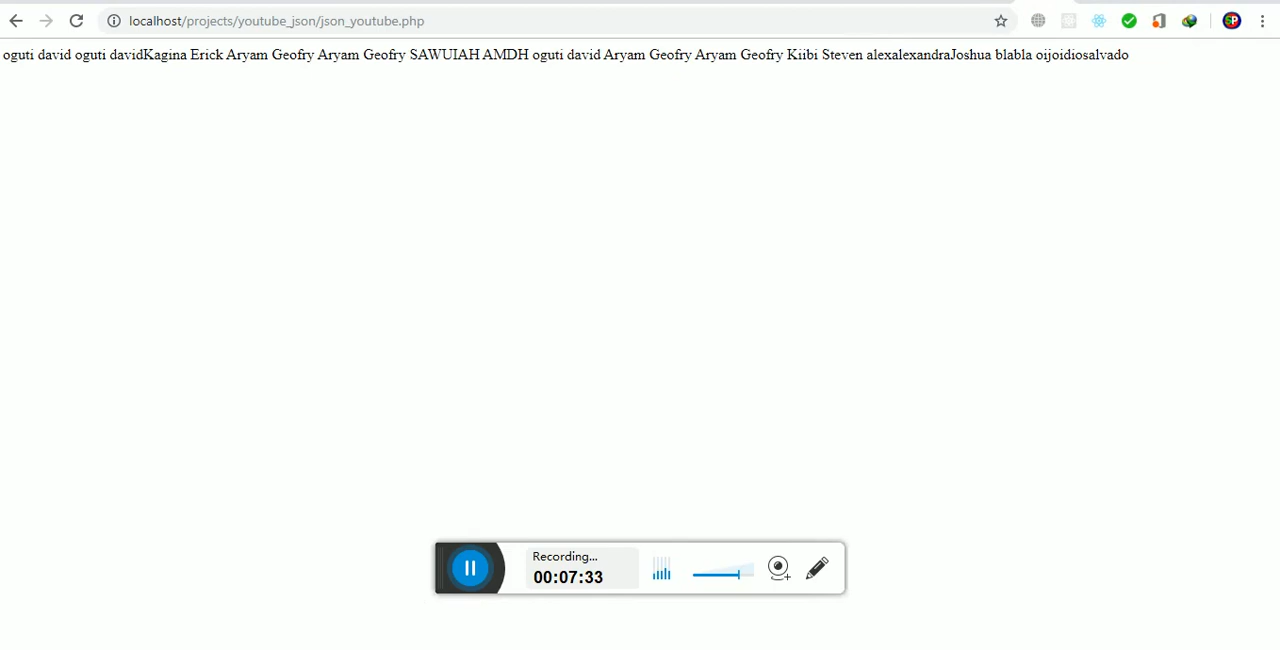 localhost/projects/youtube_json/json_youtube.php
SP
oguti david oguti davidKagina Erick Aryam Geofry Aryam Geofry SAWUIAH AMDH oguti david Aryam Geofry Aryam Geofry Kiibi Steven alexalexandraJoshua blabla oijoidiosalvado
Recording...
00:07:33